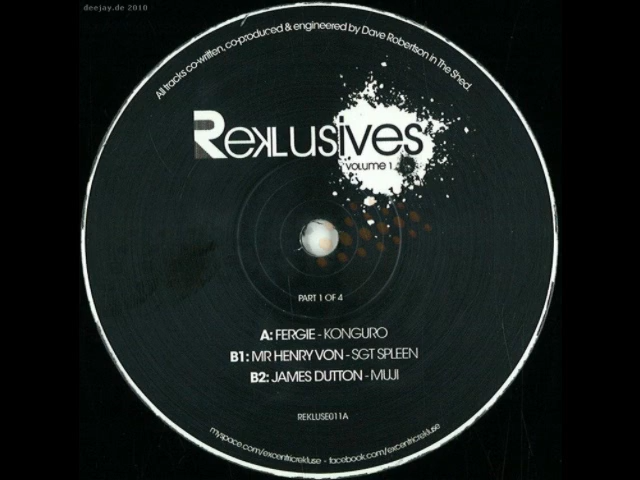 deejay.de 2010
All tracks co-written, co-produced & engineered by Dave Robertson in The Shed.
REKLUSIVES
VOLUME 1
PART 1 OF 4
A: FERGIE - KONGURO
B1: MR HENRY VON - SGT SPLEEN
B2: JAMES DUTTON - MUJI
REKLUSE011A
myspace.com/excentricrekluse - facebook.com/excentricrekluse